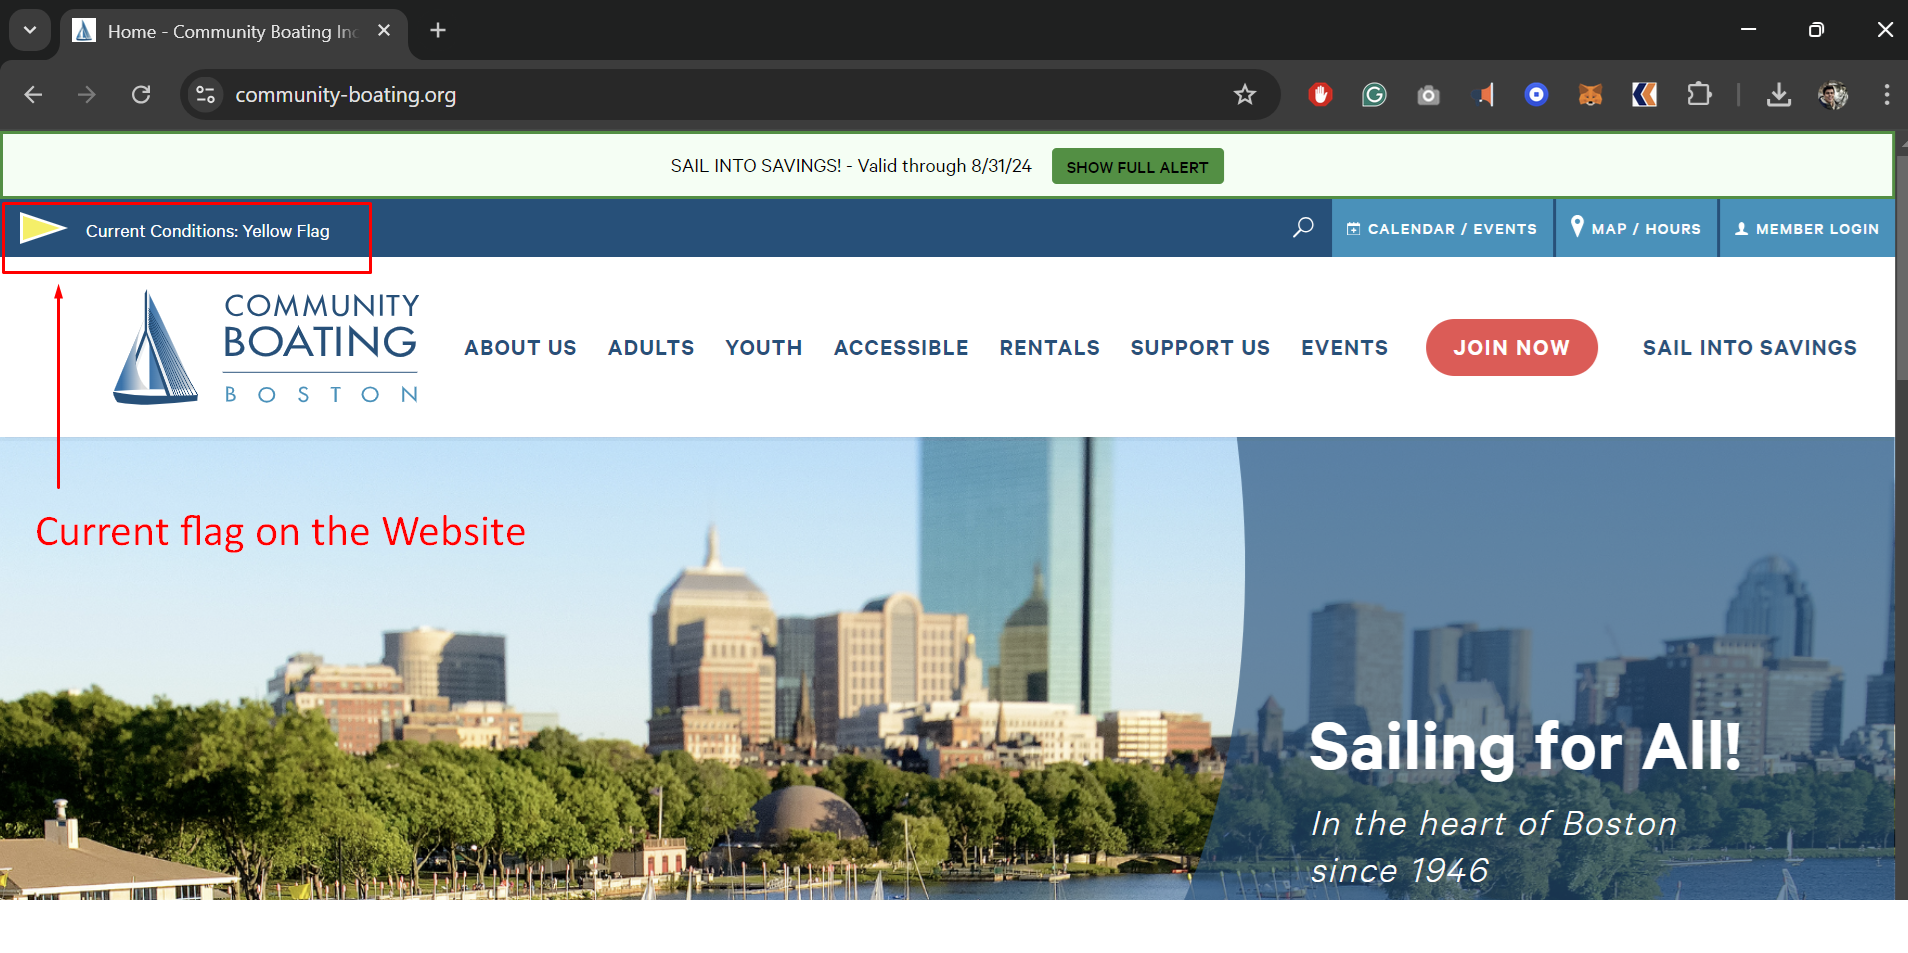 Home - Community Boating Inc
community-boating.org
SAIL INTO SAVINGS! - Valid through 8/31/24 SHOW FULL ALERT
Current Conditions: Yellow Flag CALENDAR / EVENTS MAP / HOURS MEMBER LOGIN
COMMUNITY
BOATING
BOSTON
ABOUT US ADULTS YOUTH ACCESSIBLE RENTALS SUPPORT US EVENTS JOIN NOW SAIL INTO SAVINGS
Current flag on the Website
Sailing for All!
In the heart of Boston
since 1946